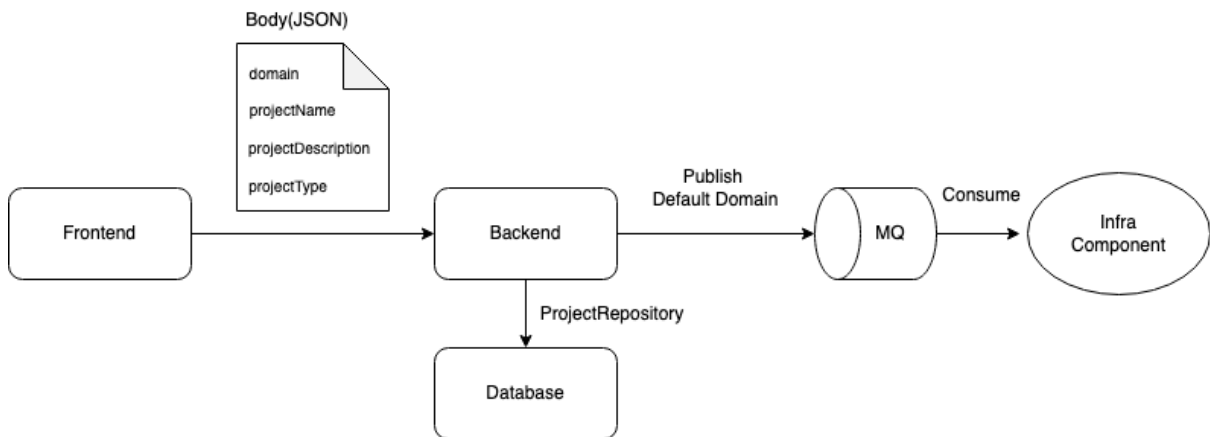 Body(JSON)
domain
projectName
projectDescription
projectType
Frontend
Backend
Publish
Default Domain
MQ
Consume
Infra
Component
ProjectRepository
Database